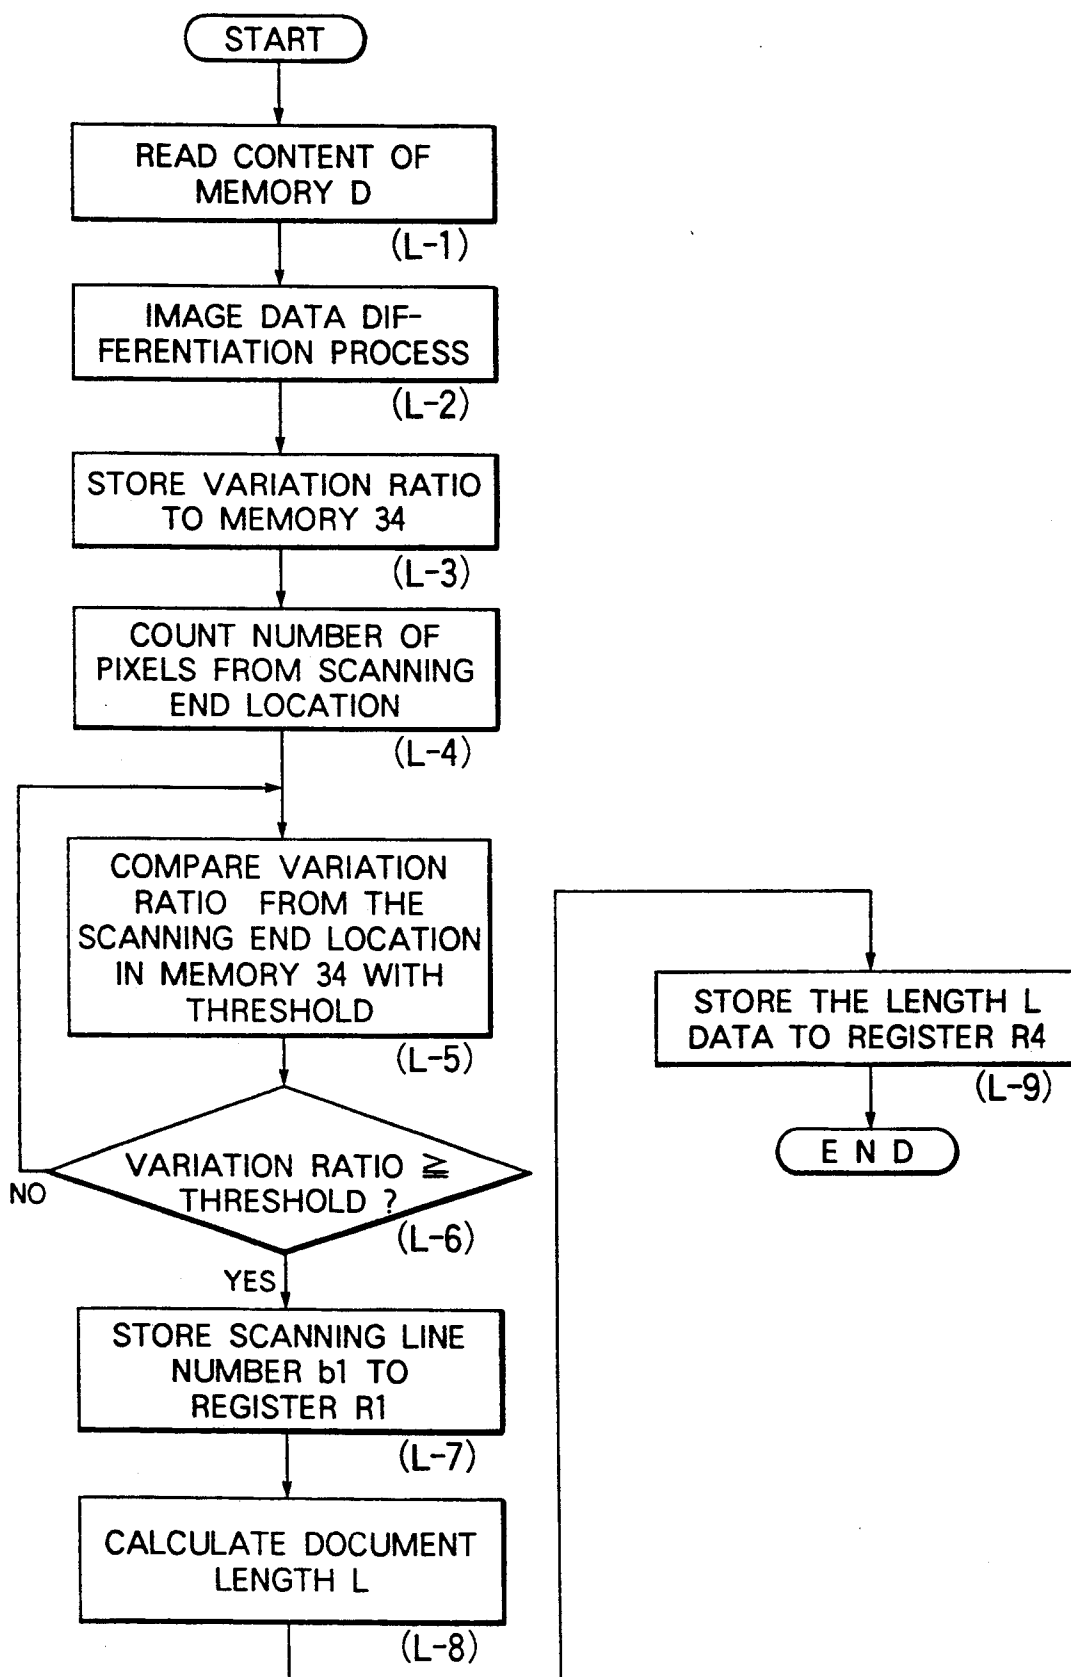 START
READ CONTENT OF
MEMORY D
(L-1)
IMAGE DATA DIF-
FERENTIATION PROCESS
(L-2)
STORE VARIATION RATIO
TO MEMORY 34
(L-3)
COUNT NUMBER OF
PIXELS FROM SCANNING
END LOCATION
(L-4)
COMPARE VARIATION
RATIO FROM THE
SCANNING END LOCATION
IN MEMORY 34 WITH
THRESHOLD
(L-5)
VARIATION RATIO ≧
THRESHOLD ?
(L-6)
NO
YES
STORE SCANNING LINE
NUMBER b1 TO
REGISTER R1
(L-7)
CALCULATE DOCUMENT
LENGTH L
(L-8)
STORE THE LENGTH L
DATA TO REGISTER R4
(L-9)
E N D